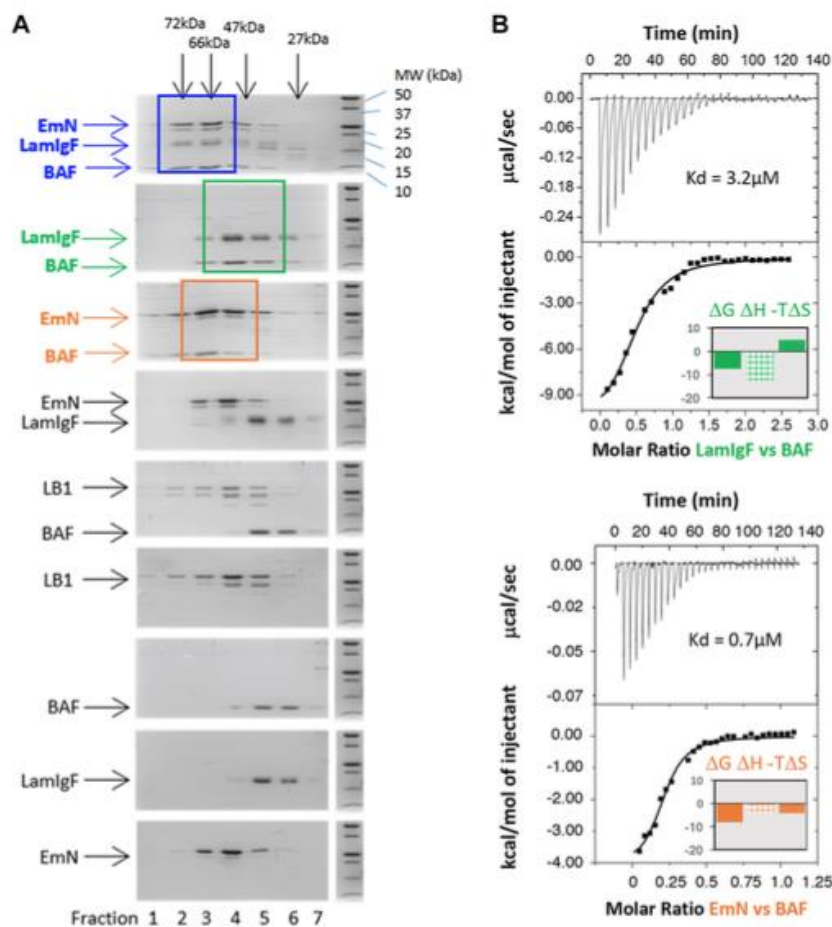 A
72kDa 47kDa 27kDa
66kDa
MW (kDa)
50
37
25
20
15
10
EmN
LamIgF
BAF
LamIgF
BAF
EmN
BAF
EmN
LamIgF
LB1
BAF
LB1
BAF
LamIgF
EmN
Fraction 1 2 3 4 5 6 7
B
Time (min)
0 20 40 60 80 100 120 140
0.00
-0.06
-0.12
-0.18
-0.24
µcal/sec
Kd = 3.2µM
0.00
-3.00
-6.00
-9.00
kcal/mol of injectant
ΔG ΔH -TΔS
10
0
-10
-20
0.0 0.5 1.0 1.5 2.0 2.5 3.0
Molar Ratio LamIgF vs BAF
Time (min)
0 20 40 60 80 100 120 140
0.00
-0.02
-0.05
-0.07
µcal/sec
Kd = 0.7µM
0.00
-1.00
-2.00
-3.00
-4.00
kcal/mol of injectant
ΔG ΔH -TΔS
10
0
-10
-20
0 0.25 0.5 0.75 1.00 1.25
Molar Ratio EmN vs BAF